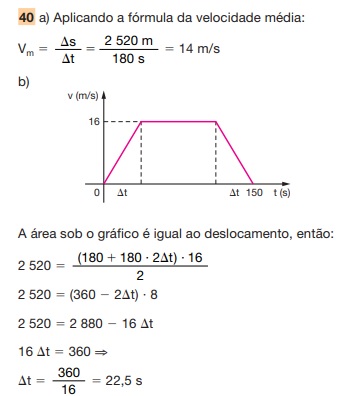 40 a) Aplicando a fórmula da velocidade média:
Vm = Δs/Δt = 2 520 m/180 s = 14 m/s
b)
v (m/s)
16
0 Δt Δt 150 t (s)
A área sob o gráfico é igual ao deslocamento, então:
2 520 = (180 + 180 · 2Δt) · 16/2
2 520 = (360 − 2Δt) · 8
2 520 = 2 880 − 16 Δt
16 Δt = 360 ⇒
Δt = 360/16 = 22,5 s